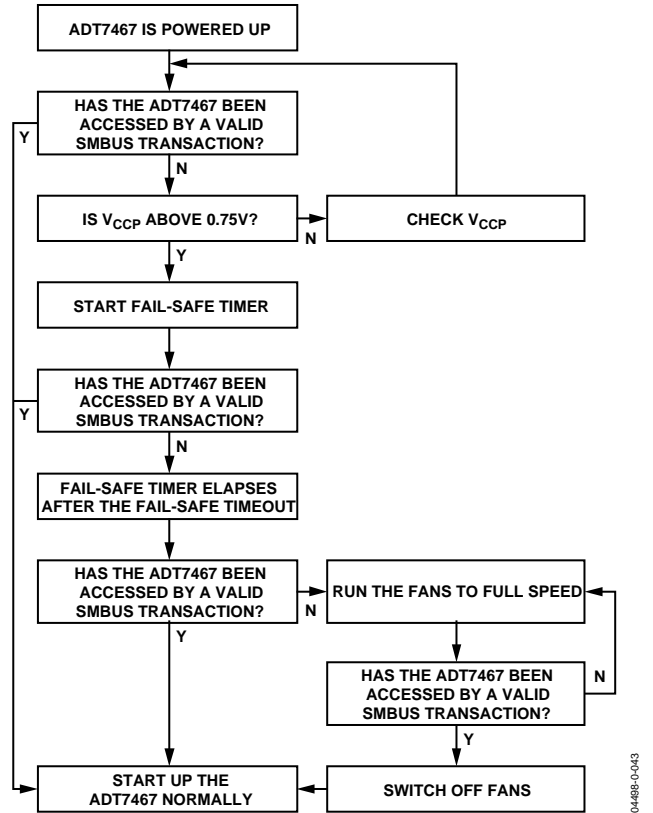 ADT7467 IS POWERED UP
HAS THE ADT7467 BEEN
ACCESSED BY A VALID
SMBUS TRANSACTION?
Y
N
IS VCCP ABOVE 0.75V?
N
CHECK VCCP
Y
START FAIL-SAFE TIMER
HAS THE ADT7467 BEEN
ACCESSED BY A VALID
SMBUS TRANSACTION?
Y
N
FAIL-SAFE TIMER ELAPSES
AFTER THE FAIL-SAFE TIMEOUT
HAS THE ADT7467 BEEN
ACCESSED BY A VALID
SMBUS TRANSACTION?
N
RUN THE FANS TO FULL SPEED
Y
HAS THE ADT7467 BEEN
ACCESSED BY A VALID
SMBUS TRANSACTION?
N
Y
START UP THE
ADT7467 NORMALLY
SWITCH OFF FANS
04498-0-043